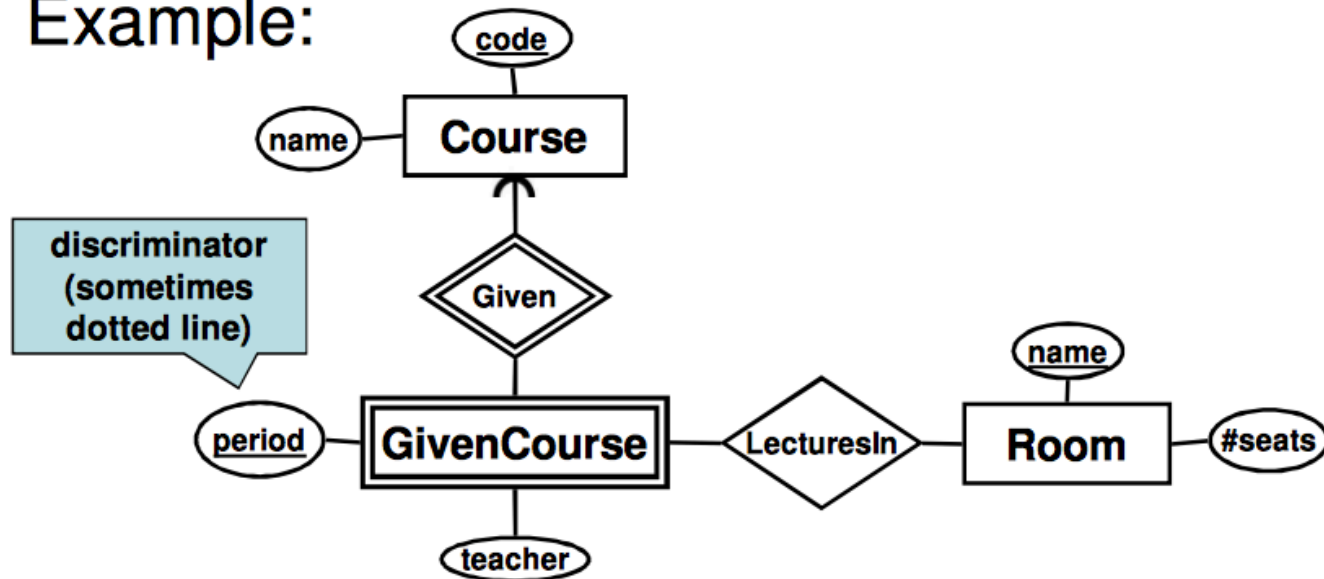 Example:
code
name
Course
discriminator
(sometimes
dotted line)
Given
name
period
GivenCourse
LecturesIn
Room
#seats
teacher